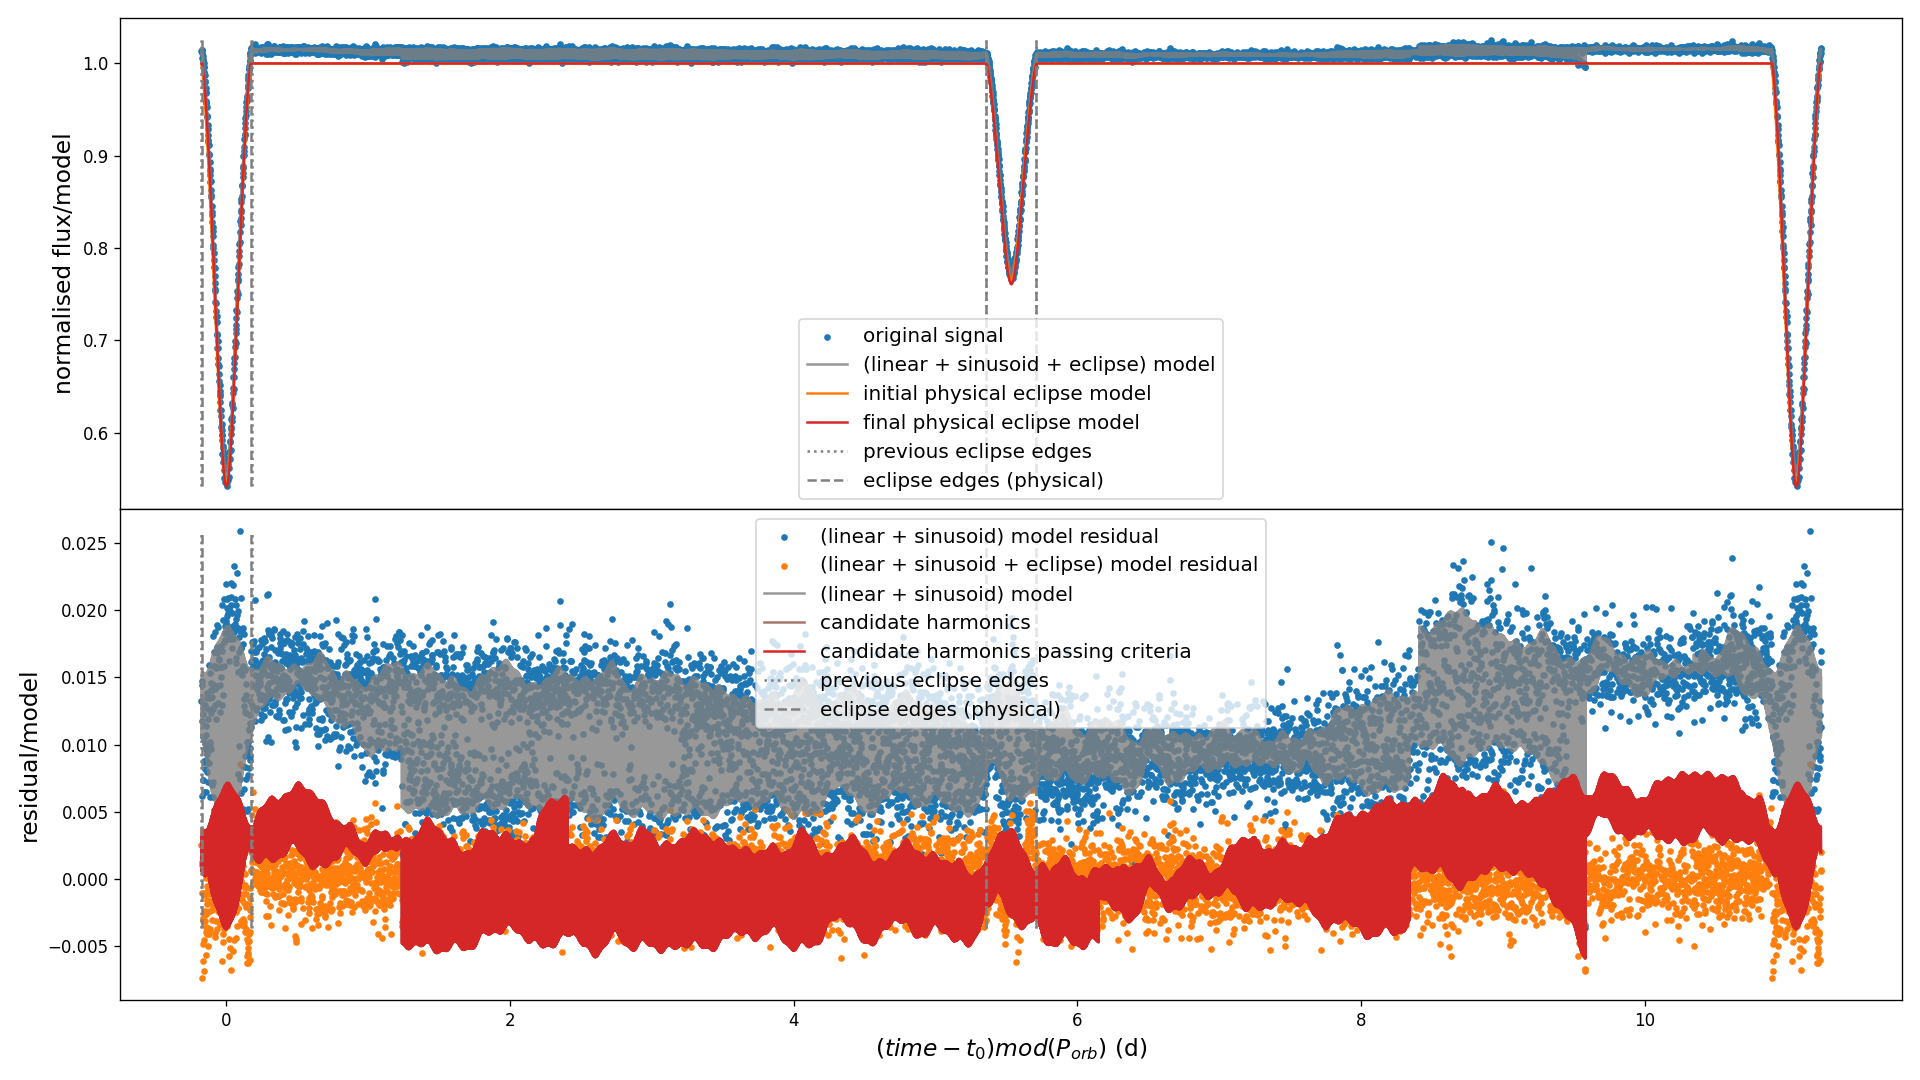 normalised flux/model
1.0
0.9
0.8
0.7
0.6
original signal
(linear + sinusoid + eclipse) model
initial physical eclipse model
final physical eclipse model
previous eclipse edges
eclipse edges (physical)
residual/model
0.025
0.020
0.015
0.010
0.005
0.000
−0.005
(linear + sinusoid) model residual
(linear + sinusoid + eclipse) model residual
(linear + sinusoid) model
candidate harmonics
candidate harmonics passing criteria
previous eclipse edges
eclipse edges (physical)
0 2 4 6 8 10
(time − t₀)mod(P_orb) (d)